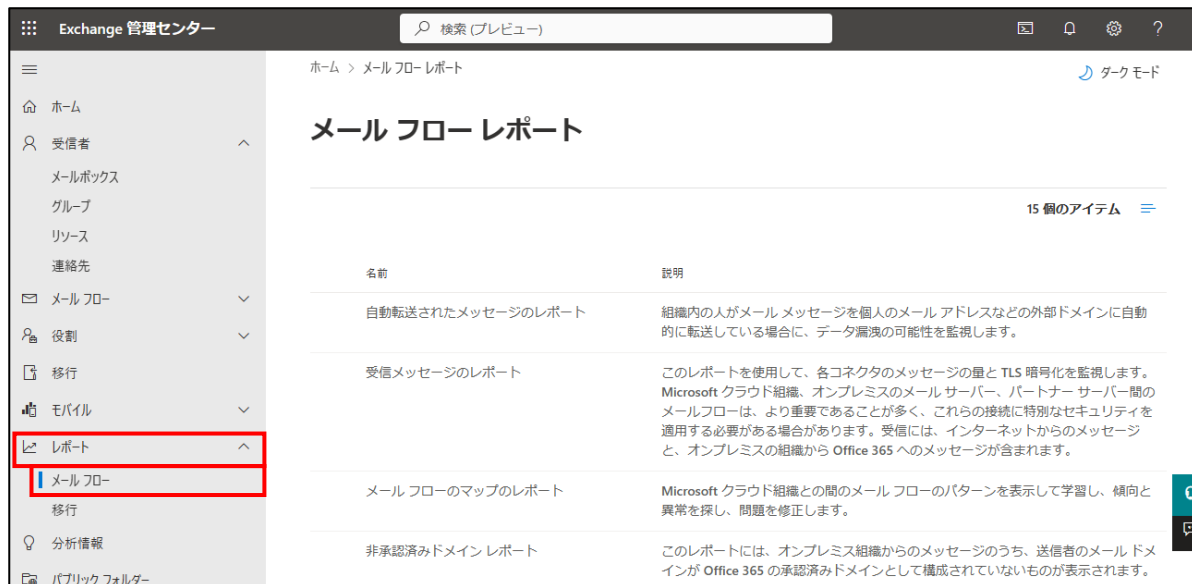 Exchange 管理センター
検索 (プレビュー)
ホーム
受信者
メールボックス
グループ
リソース
連絡先
メール フロー
役割
移行
モバイル
レポート
メール フロー
移行
分析情報
パブリック フォルダー
ホーム > メール フロー レポート
ダーク モード
メール フロー レポート
15 個のアイテム
名前
説明
自動転送されたメッセージのレポート
組織内の人がメール メッセージを個人のメール アドレスなどの外部ドメインに自動
的に転送している場合に、データ漏洩の可能性を監視します。
受信メッセージのレポート
このレポートを使用して、各コネクタのメッセージの量と TLS 暗号化を監視します。
Microsoft クラウド組織、オンプレミスのメール サーバー、パートナー サーバー間の
メールフローは、より重要であることが多く、これらの接続に特別なセキュリティを
適用する必要がある場合があります。受信には、インターネットからのメッセージ
と、オンプレミスの組織から Office 365 へのメッセージが含まれます。
メール フローのマップのレポート
Microsoft クラウド組織との間のメール フローのパターンを表示して学習し、傾向と
異常を探し、問題を修正します。
非承認済みドメイン レポート
このレポートには、オンプレミス組織からのメッセージのうち、送信者のメール ドメ
インが Office 365 の承認済みドメインとして構成されていないものが表示されます。